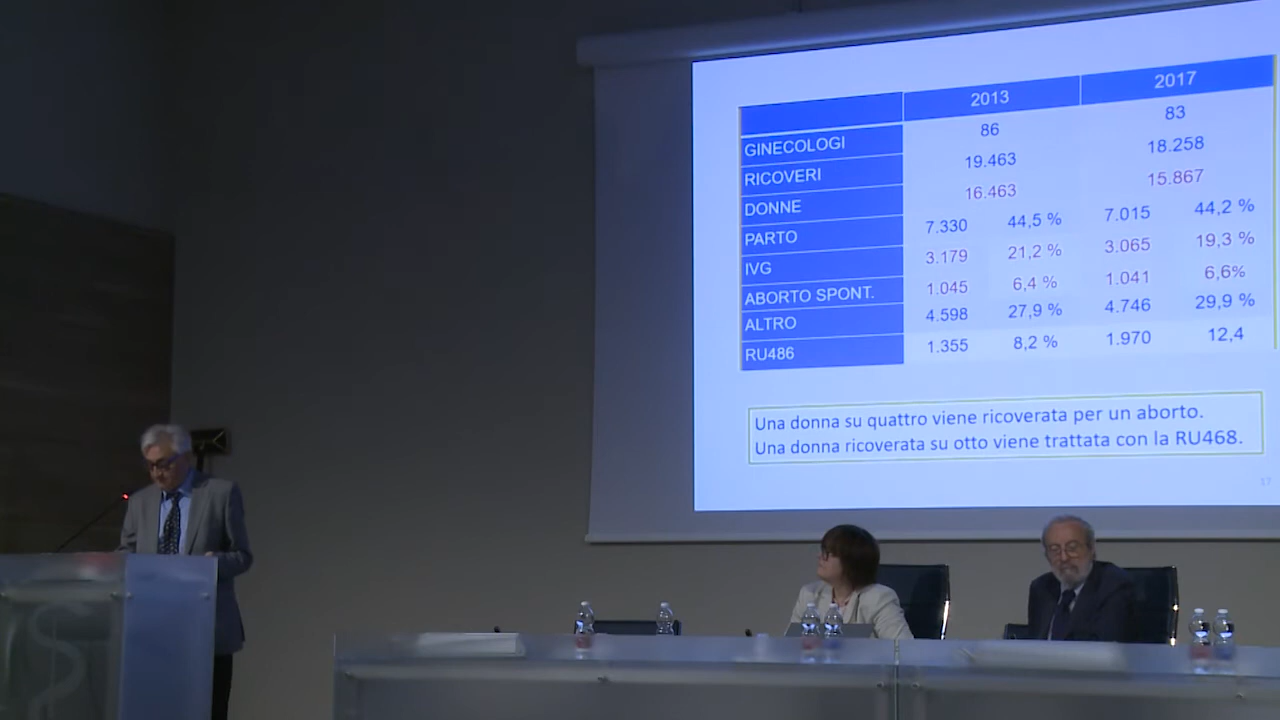 2013 2017
GINECOLOGI 86 83
RICOVERI 19.463 18.258
DONNE 16.463 15.867
PARTO 7.330 44,5 % 7.015 44,2 %
IVG 3.179 21,2 % 3.065 19,3 %
ABORTO SPONT. 1.045 6,4 % 1.041 6,6%
ALTRO 4.598 27,9 % 4.746 29,9 %
RU486 1.355 8,2 % 1.970 12,4
Una donna su quattro viene ricoverata per un aborto.
Una donna ricoverata su otto viene trattata con la RU468.
17